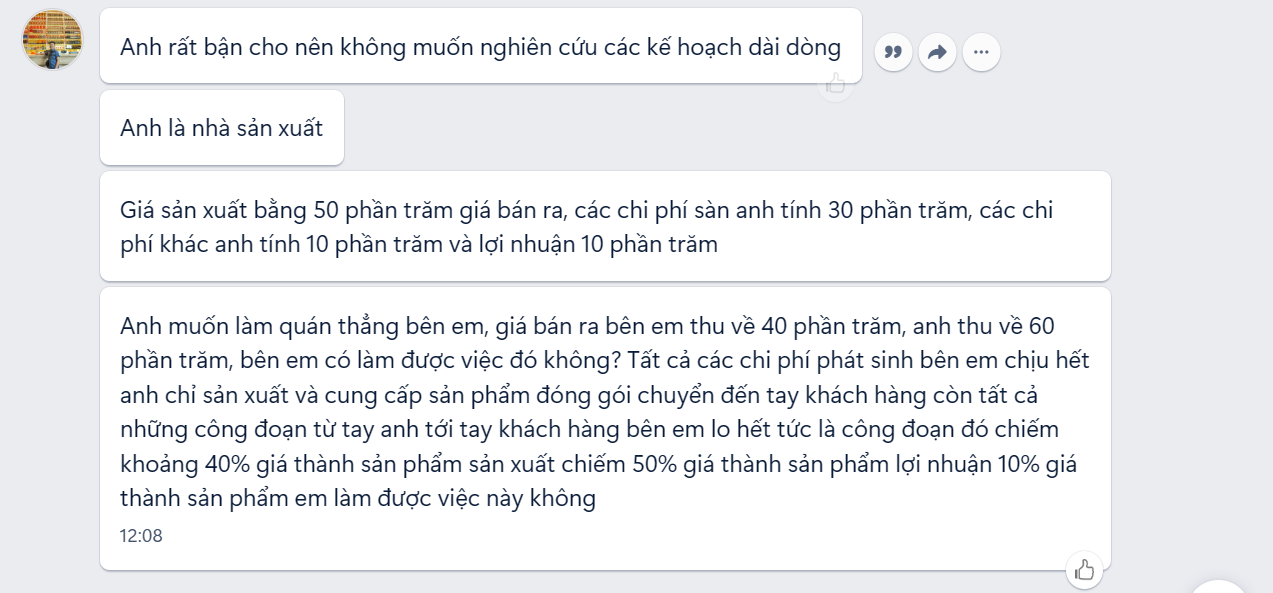 Anh rất bận cho nên không muốn nghiên cứu các kế hoạch dài dòng
Anh là nhà sản xuất
Giá sản xuất bằng 50 phần trăm giá bán ra, các chi phí sàn anh tính 30 phần trăm, các chi
phí khác anh tính 10 phần trăm và lợi nhuận 10 phần trăm
Anh muốn làm quán thẳng bên em, giá bán ra bên em thu về 40 phần trăm, anh thu về 60
phần trăm, bên em có làm được việc đó không? Tất cả các chi phí phát sinh bên em chịu hết
anh chỉ sản xuất và cung cấp sản phẩm đóng gói chuyển đến tay khách hàng còn tất cả
những công đoạn từ tay anh tới tay khách hàng bên em lo hết tức là công đoạn đó chiếm
khoảng 40% giá thành sản phẩm sản xuất chiếm 50% giá thành sản phẩm lợi nhuận 10% giá
thành sản phẩm em làm được việc này không
12:08